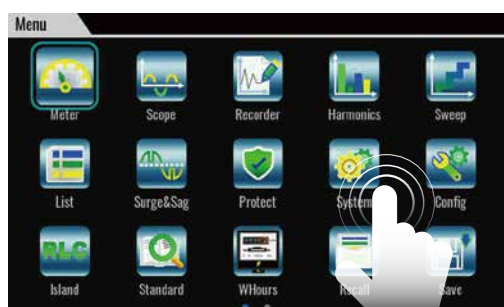 Menu
Meter Scope Recorder Harmonics Sweep
List Surge&Sag Protect System Config
RLC
Island Standard WHours Recall Save